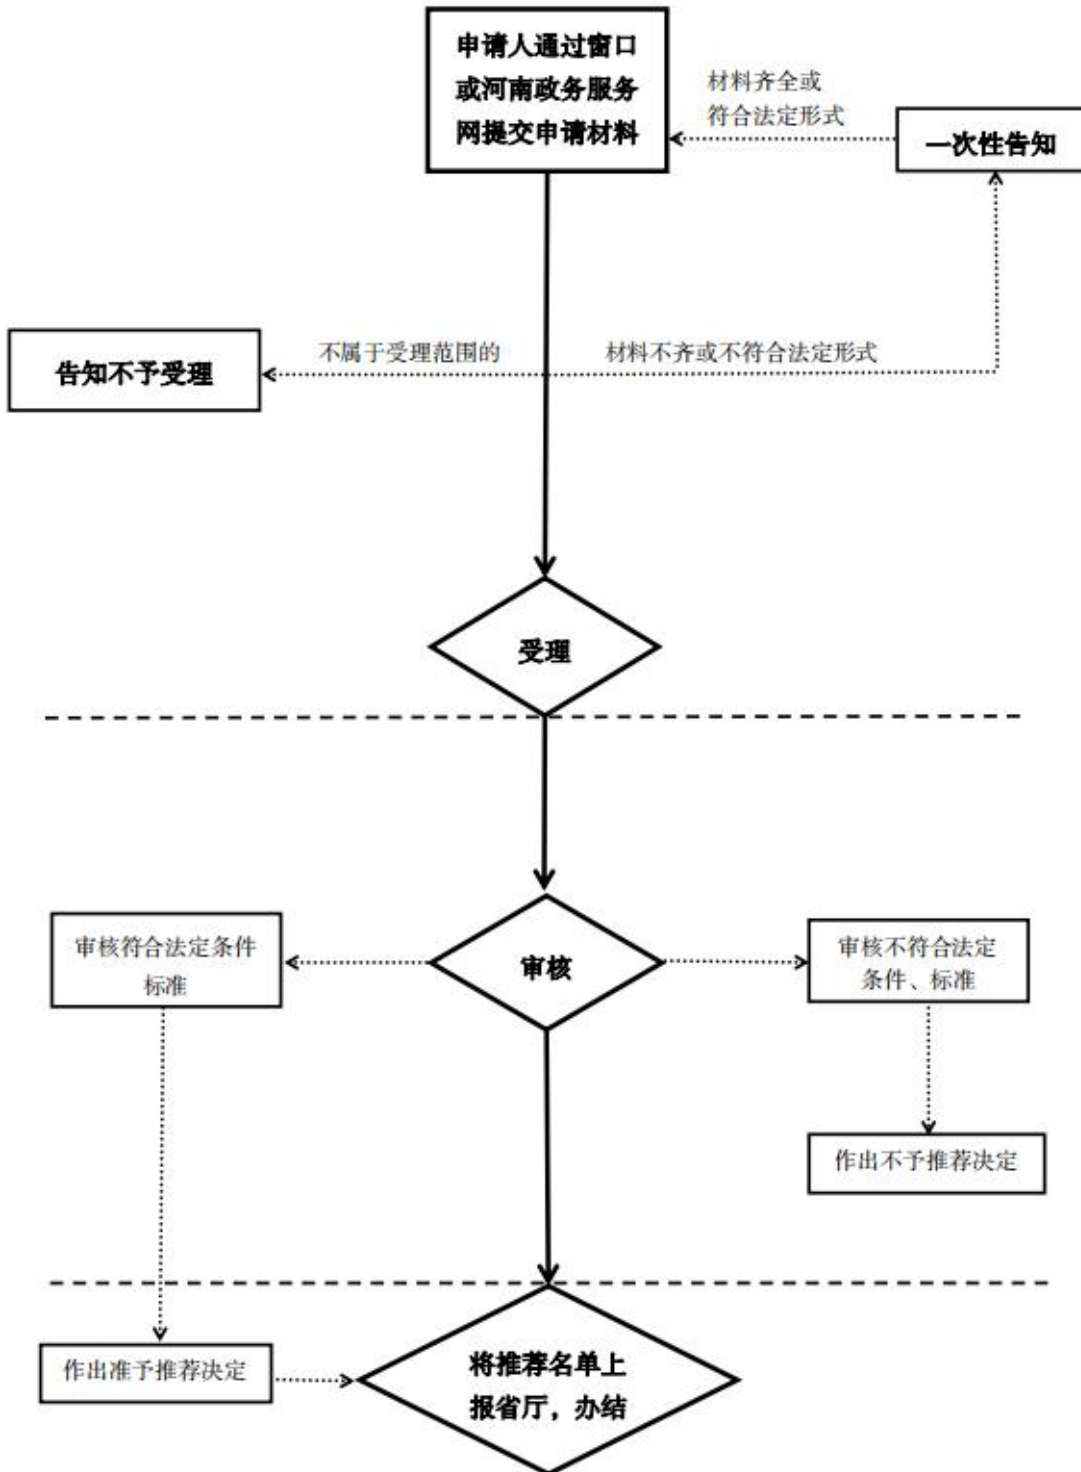 申请人通过窗口
或河南政务服务
网提交申请材料
材料齐全或
符合法定形式
一次性告知
告知不予受理
不属于受理范围的
材料不齐或不符合法定形式
受理
审核符合法定条件
标准
审核
审核不符合法定
条件、标准
作出不予推荐决定
作出准予推荐决定
将推荐名单上
报省厅，办结